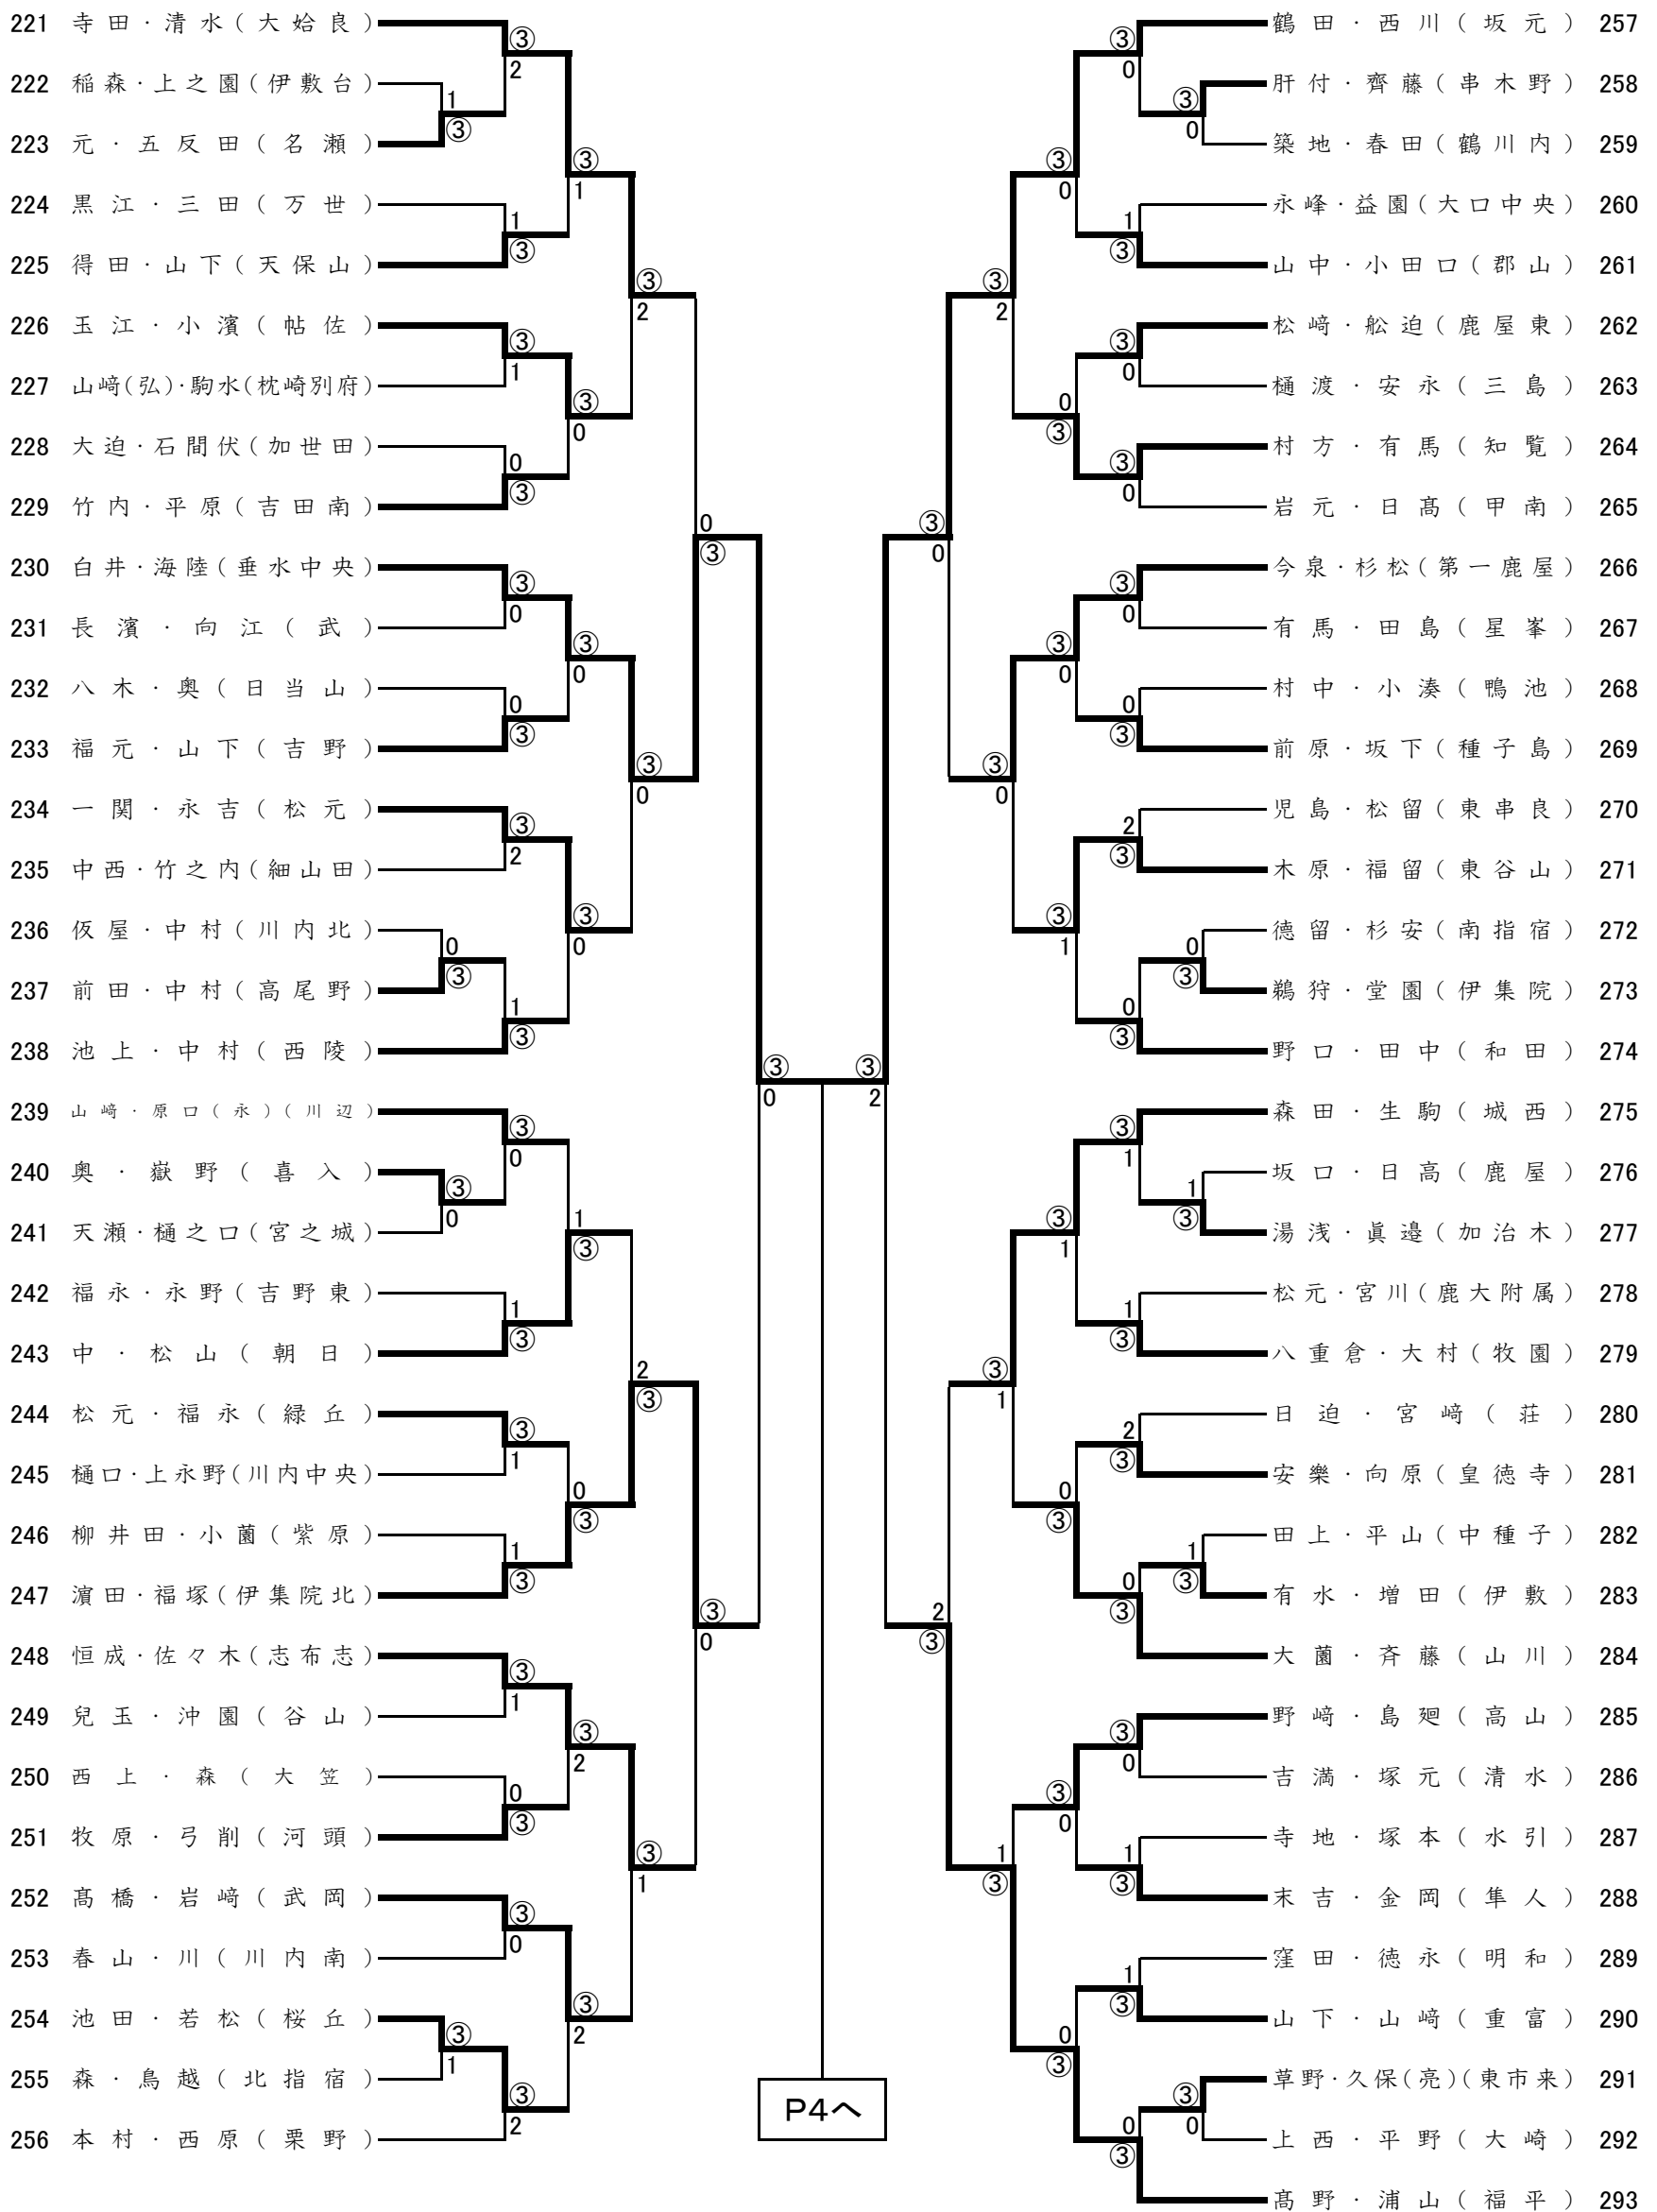 221 寺田・清水(大姶良)
222 稲森・上之園(伊敷台)
223 元・五反田(名瀬)
224 黒江・三田(万世)
225 得田・山下(天保山)
226 玉江・小濱(帖佐)
227 山﨑(弘)・駒水(枕崎別府)
228 大迫・石間伏(加世田)
229 竹内・平原(吉田南)
230 白井・海陸(垂水中央)
231 長濱・向江(武)
232 八木・奥(日当山)
233 福元・山下(吉野)
234 一関・永吉(松元)
235 中西・竹之内(細山田)
236 仮屋・中村(川内北)
237 前田・中村(高尾野)
238 池上・中村(西陵)
239 山﨑・原口(永)(川辺)
240 奥・嶽野(喜入)
241 天瀬・樋之口(宮之城)
242 福永・永野(吉野東)
243 中・松山(朝日)
244 松元・福永(緑丘)
245 樋口・上永野(川内中央)
246 柳井田・小薗(紫原)
247 濵田・福塚(伊集院北)
248 恒成・佐々木(志布志)
249 兒玉・沖園(谷山)
250 西上・森(大笠)
251 牧原・弓削(河頭)
252 髙橋・岩﨑(武岡)
253 春山・川(川内南)
254 池田・若松(桜丘)
255 森・鳥越(北指宿)
256 本村・西原(栗野)
鶴田・西川(坂元) 257
肝付・齊藤(串木野) 258
築地・春田(鶴川内) 259
永峰・益園(大口中央) 260
山中・小田口(郡山) 261
松﨑・舩迫(鹿屋東) 262
樋渡・安永(三島) 263
村方・有馬(知覧) 264
岩元・日髙(甲南) 265
今泉・杉松(第一鹿屋) 266
有馬・田島(星峯) 267
村中・小湊(鴨池) 268
前原・坂下(種子島) 269
児島・松留(東串良) 270
木原・福留(東谷山) 271
德留・杉安(南指宿) 272
鵜狩・堂園(伊集院) 273
野口・田中(和田) 274
森田・生駒(城西) 275
坂口・日高(鹿屋) 276
湯浅・眞邉(加治木) 277
松元・宮川(鹿大附属) 278
八重倉・大村(牧園) 279
日迫・宮﨑(荘) 280
安樂・向原(皇徳寺) 281
田上・平山(中種子) 282
有水・増田(伊敷) 283
大薗・斉藤(山川) 284
野﨑・島廻(高山) 285
吉満・塚元(清水) 286
寺地・塚本(水引) 287
末吉・金岡(隼人) 288
窪田・徳永(明和) 289
山下・山﨑(重富) 290
草野・久保(亮)(東市来) 291
上西・平野(大崎) 292
髙野・浦山(福平) 293
P4へ